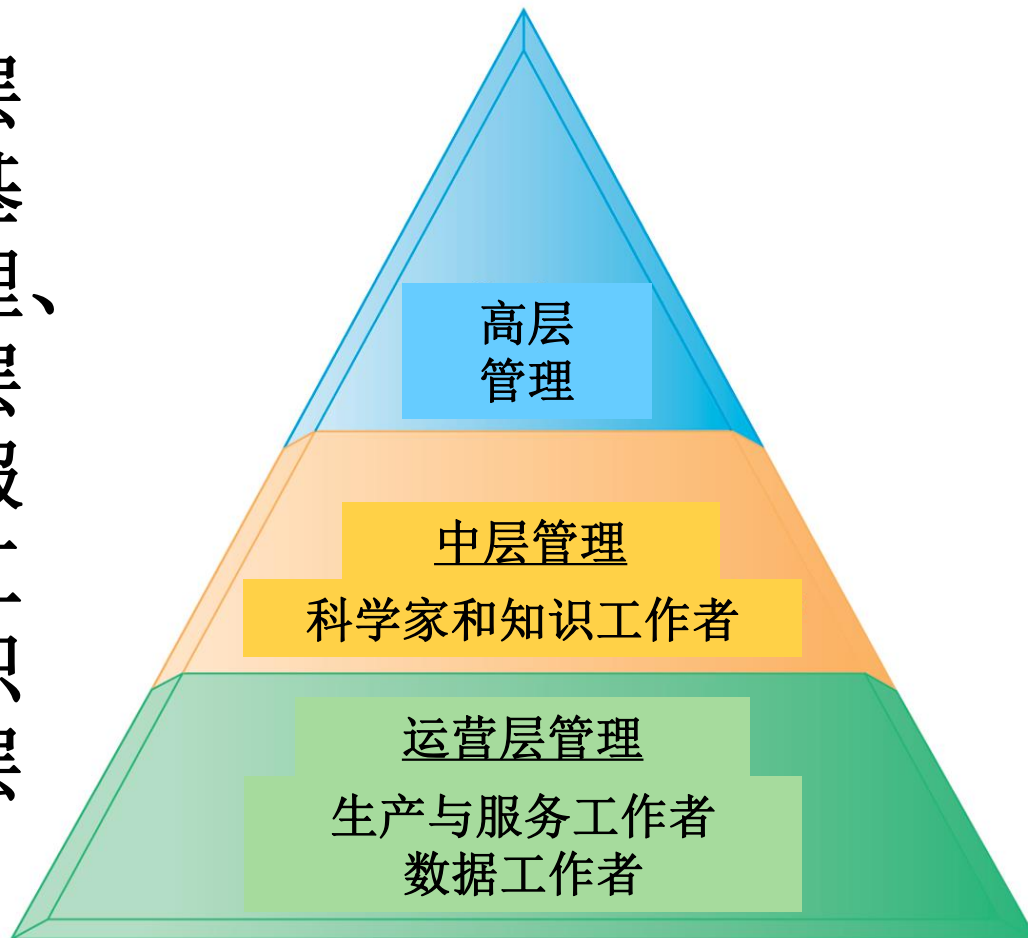 高层
管理
中层管理
科学家和知识工作者
运营层管理
生产与服务工作者
数据工作者